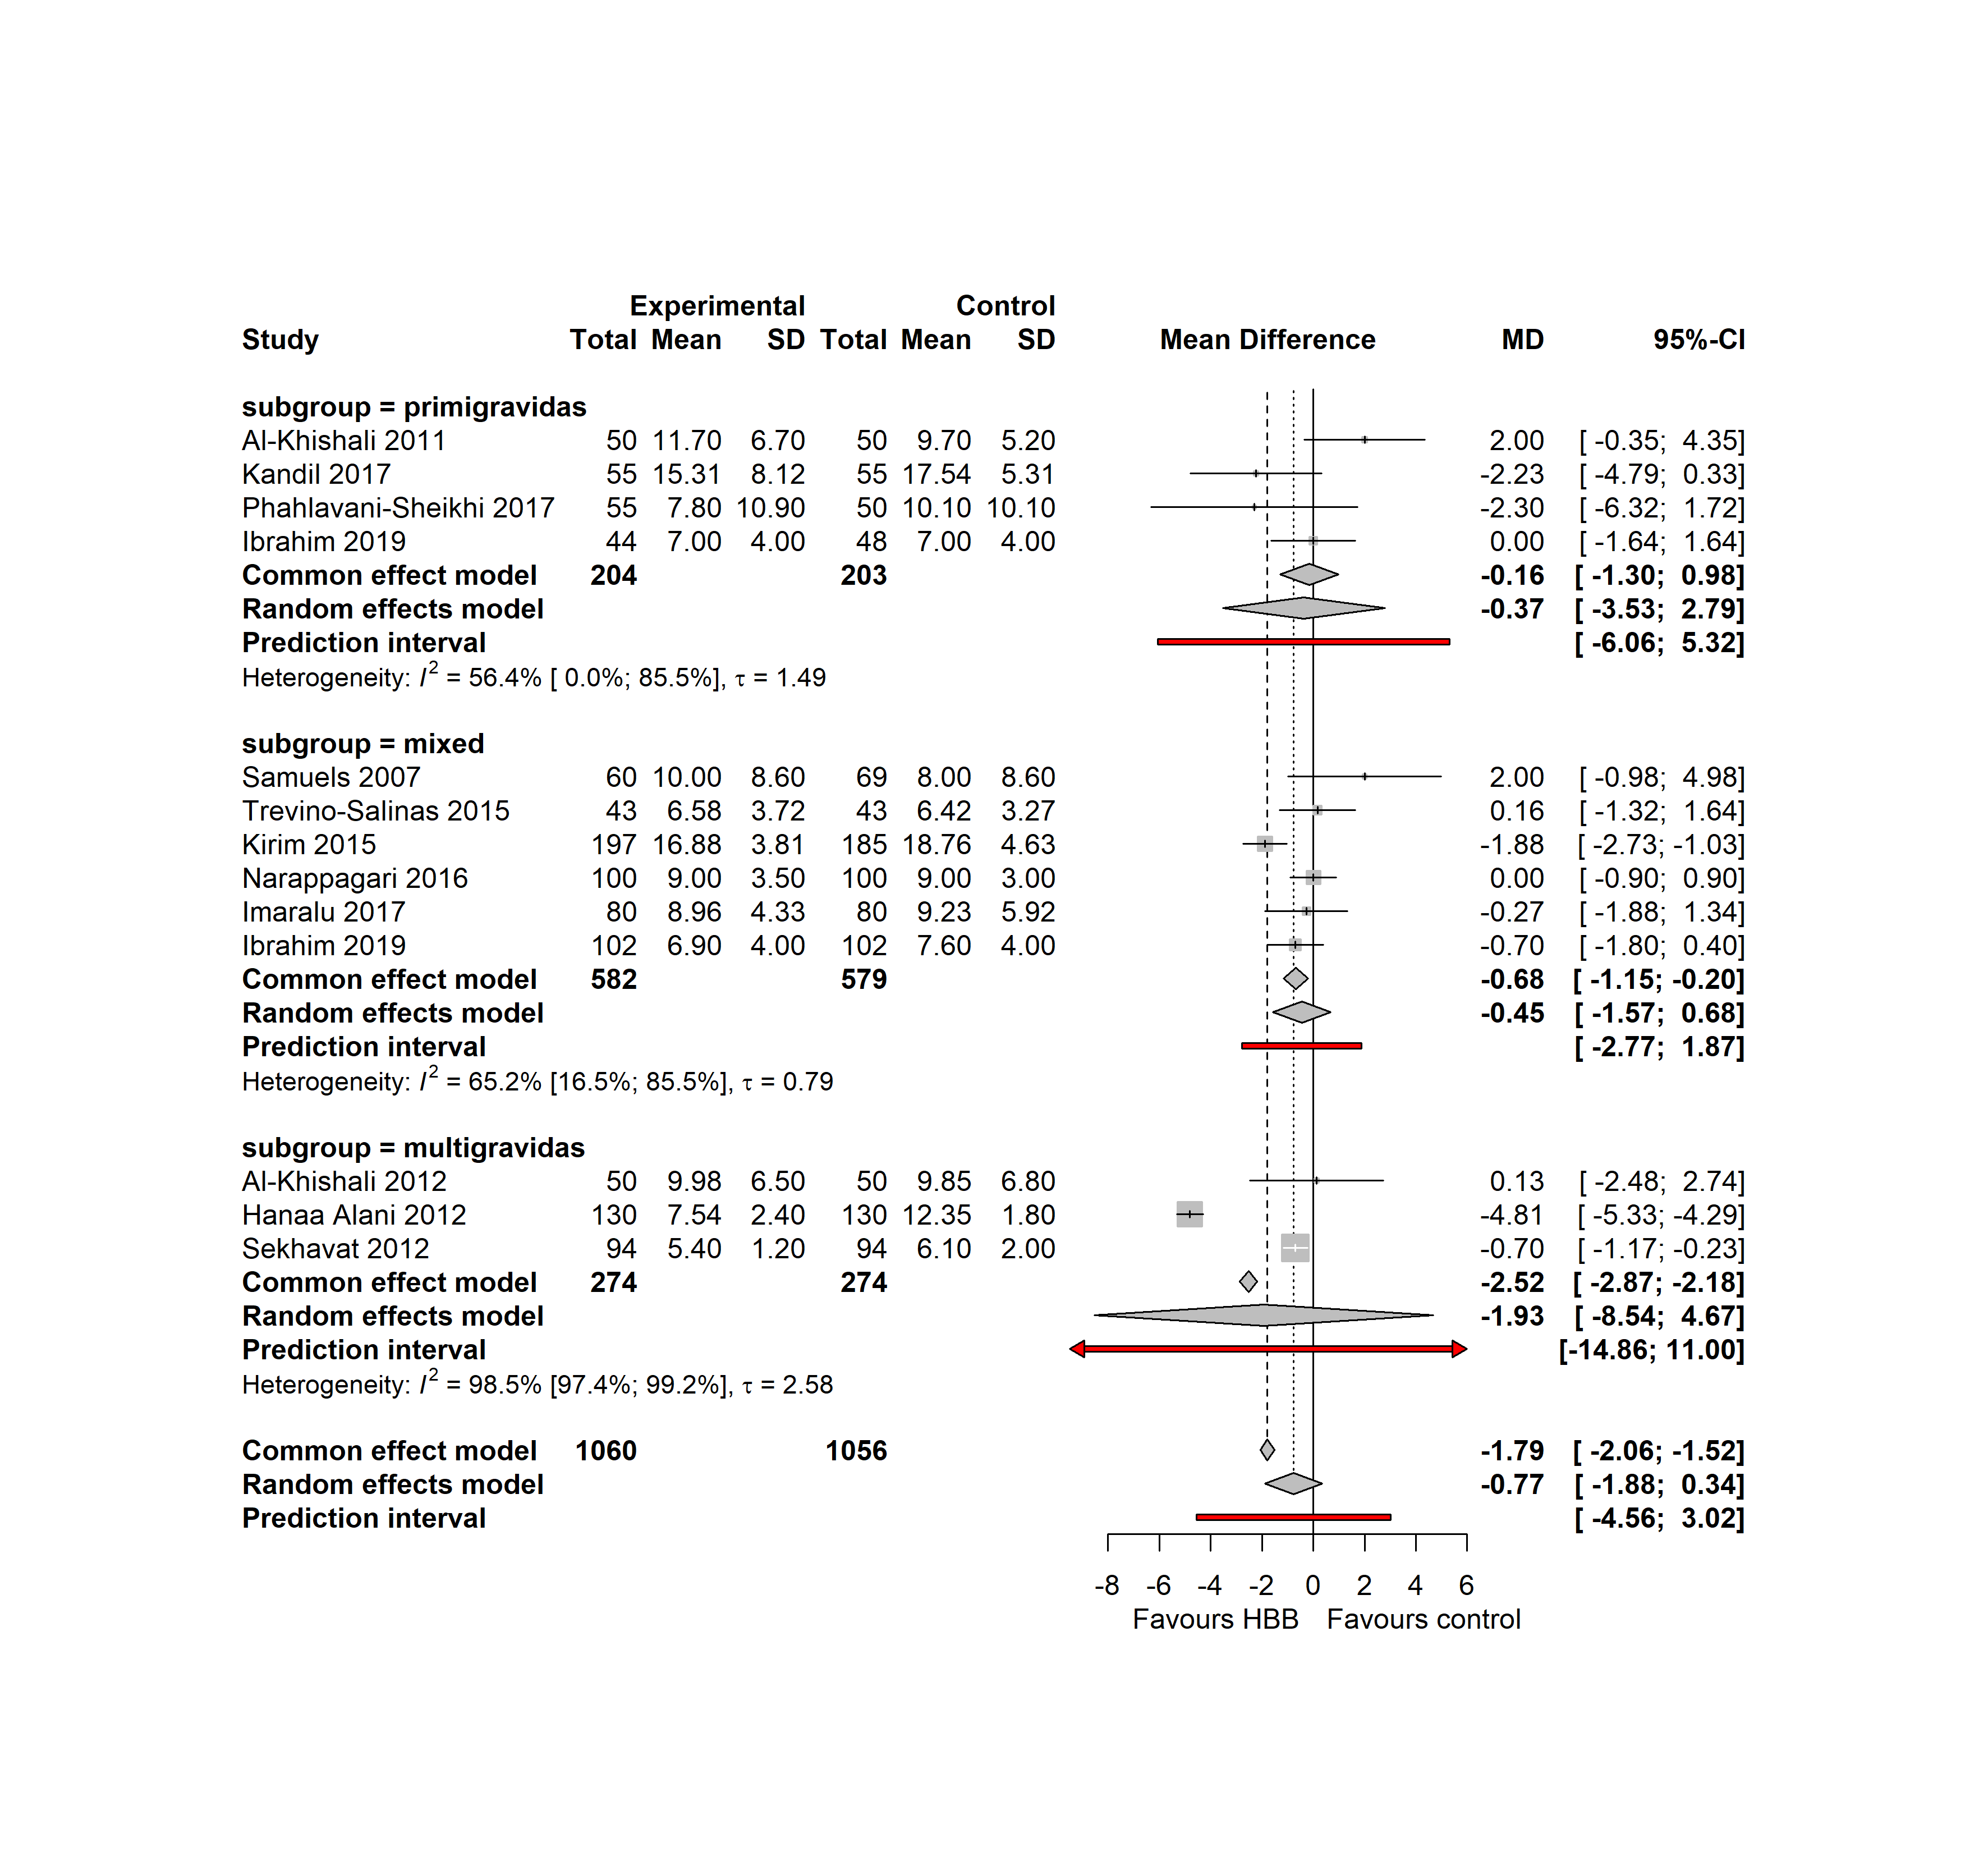 Experimental Control
Study Total Mean SD Total Mean SD Mean Difference MD 95%-CI
subgroup = primigravidas
Al-Khishali 2011 50 11.70 6.70 50 9.70 5.20 2.00 [ -0.35; 4.35]
Kandil 2017 55 15.31 8.12 55 17.54 5.31 -2.23 [ -4.79; 0.33]
Phahlavani-Sheikhi 2017 55 7.80 10.90 50 10.10 10.10 -2.30 [ -6.32; 1.72]
Ibrahim 2019 44 7.00 4.00 48 7.00 4.00 0.00 [ -1.64; 1.64]
Common effect model 204 203 -0.16 [ -1.30; 0.98]
Random effects model -0.37 [ -3.53; 2.79]
Prediction interval [ -6.06; 5.32]
Heterogeneity: I² = 56.4% [ 0.0%; 85.5%], τ = 1.49
subgroup = mixed
Samuels 2007 60 10.00 8.60 69 8.00 8.60 2.00 [ -0.98; 4.98]
Trevino-Salinas 2015 43 6.58 3.72 43 6.42 3.27 0.16 [ -1.32; 1.64]
Kirim 2015 197 16.88 3.81 185 18.76 4.63 -1.88 [ -2.73; -1.03]
Narappagari 2016 100 9.00 3.50 100 9.00 3.00 0.00 [ -0.90; 0.90]
Imaralu 2017 80 8.96 4.33 80 9.23 5.92 -0.27 [ -1.88; 1.34]
Ibrahim 2019 102 6.90 4.00 102 7.60 4.00 -0.70 [ -1.80; 0.40]
Common effect model 582 579 -0.68 [ -1.15; -0.20]
Random effects model -0.45 [ -1.57; 0.68]
Prediction interval [ -2.77; 1.87]
Heterogeneity: I² = 65.2% [16.5%; 85.5%], τ = 0.79
subgroup = multigravidas
Al-Khishali 2012 50 9.98 6.50 50 9.85 6.80 0.13 [ -2.48; 2.74]
Hanaa Alani 2012 130 7.54 2.40 130 12.35 1.80 -4.81 [ -5.33; -4.29]
Sekhavat 2012 94 5.40 1.20 94 6.10 2.00 -0.70 [ -1.17; -0.23]
Common effect model 274 274 -2.52 [ -2.87; -2.18]
Random effects model -1.93 [ -8.54; 4.67]
Prediction interval [-14.86; 11.00]
Heterogeneity: I² = 98.5% [97.4%; 99.2%], τ = 2.58
Common effect model 1060 1056 -1.79 [ -2.06; -1.52]
Random effects model -0.77 [ -1.88; 0.34]
Prediction interval [ -4.56; 3.02]
-8 -6 -4 -2 0 2 4 6
Favours HBB Favours control